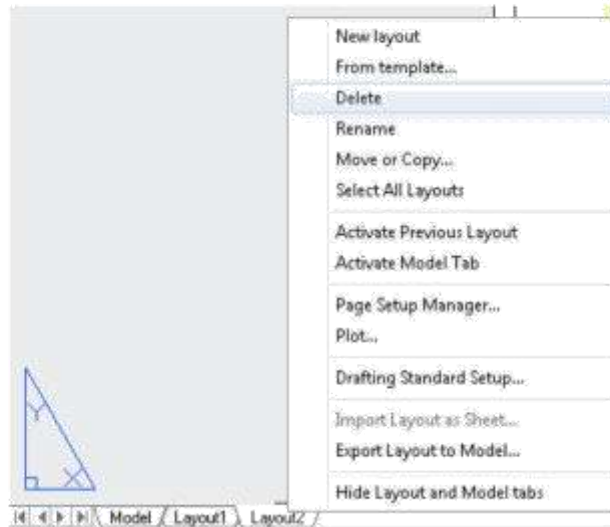 New layout
From template...
Delete
Rename
Move or Copy...
Select All Layouts
Activate Previous Layout
Activate Model Tab
Page Setup Manager...
Plot...
Drafting Standard Setup...
Import Layout as Sheet...
Export Layout to Model...
Hide Layout and Model tabs
Y
X
Model Layout1 Layout2